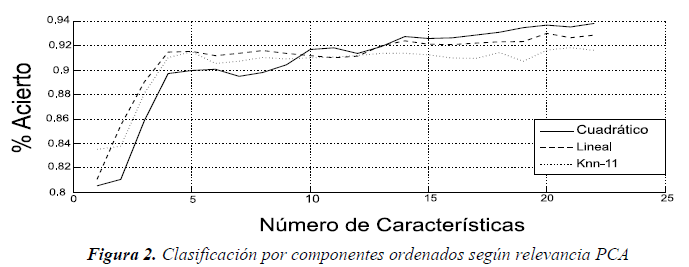 0,94
0,92
0,9
0,88
0,86
0,84
0,82
0,8
% Acierto
0 5 10 15 20 25
Cuadrático
Lineal
Knn-11
Número de Características
Figura 2. Clasificación por componentes ordenados según relevancia PCA